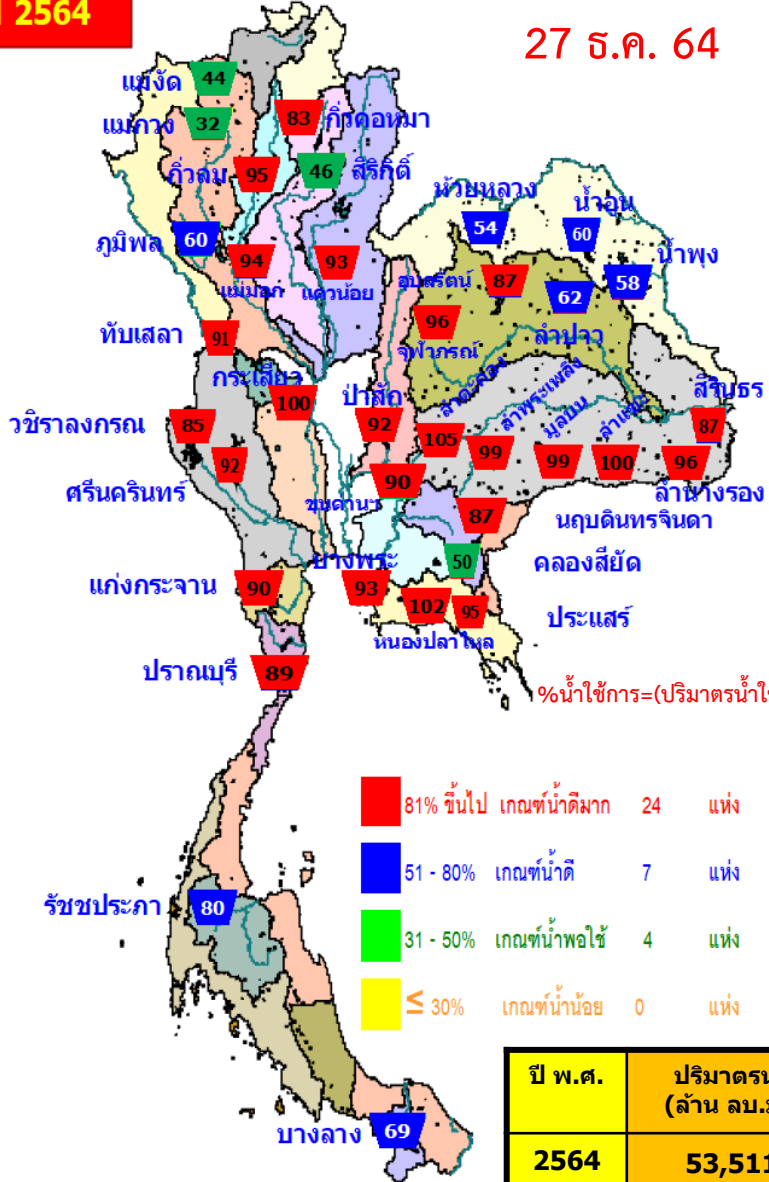 2564
27 ธ.ค. 64
แม่งัด 44
แม่กวง 32
83 กิ่วคอหมา
กิ่วลม 95
46 สิริกิติ์
ห้วยหลวง 54
น้ำอูน 60
ภูมิพล 60
94 แม่มอก
93 แควน้อย
น้ำพุง 58
อุบลรัตน์ 87
62 ลำปาว
96 จุฬาภรณ์
ทับเสลา 91
กระเสียว 100
ป่าสัก 92
ลำตะคอง 105
ลำพระเพลิง 99
มูลบน 99
ลำแชะ 100
สิรินธร 87
วชิราลงกรณ 85
92
ศรีนครินทร์
96 ลำนางรอง
90 ขุนด่านฯ
87 นฤบดินทรจินดา
50 คลองสียัด
บางพระ 93
แก่งกระจาน 90
102 หนองปลาไหล
95 ประแสร์
ปราณบุรี 89
%น้ำใช้การ=(ปริมาตรน้ำใช้
81% ขึ้นไป เกณฑ์น้ำดีมาก 24 แห่ง
51 - 80% เกณฑ์น้ำดี 7 แห่ง
รัชชประภา 80
31 - 50% เกณฑ์น้ำพอใช้ 4 แห่ง
≤ 30% เกณฑ์น้ำน้อย 0 แห่ง
บางลาง 69
ปี พ.ศ. ปริมาตรน
(ล้าน ลบ.ม
2564 53,511